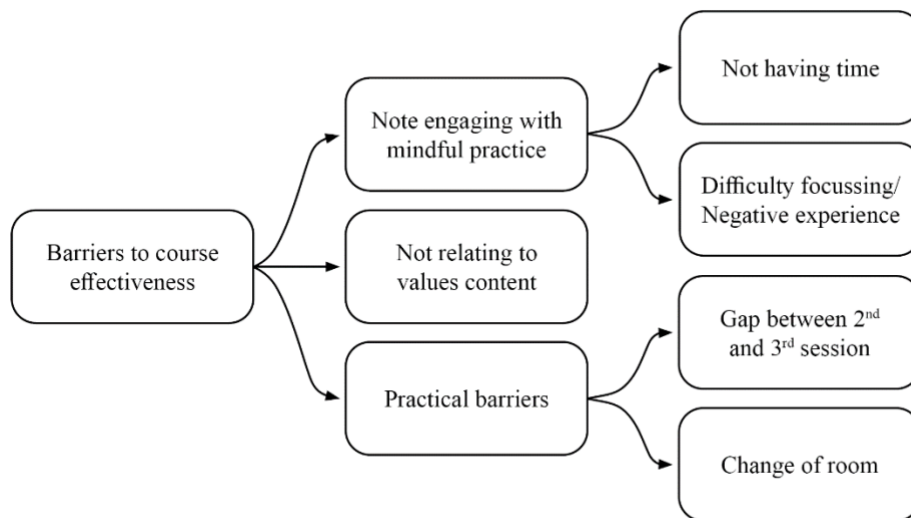 Barriers to course
effectiveness
Note engaging with
mindful practice
Not relating to
values content
Practical barriers
Not having time
Difficulty focussing/
Negative experience
Gap between 2nd
and 3rd session
Change of room